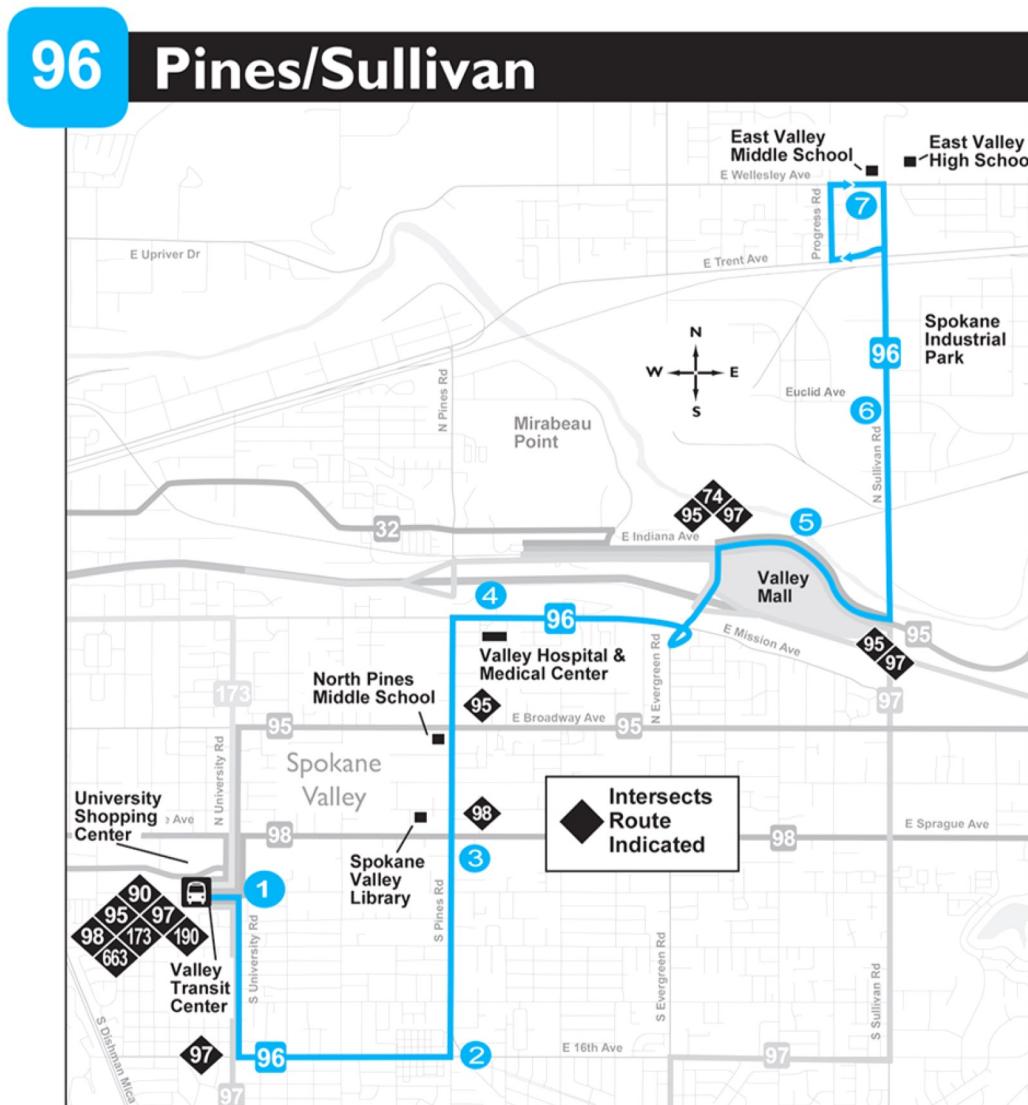 96
Pines/Sullivan
East Valley
Middle School
East Valley
High Schoo
E Wellesley Ave
7
Progress Rd
E Upriver Dr
E Trent Ave
Spokane
Industrial
Park
N
W E
S
96
N Pines Rd
Euclid Ave
6
Mirabeau
Point
N Sullivan Rd
74
95 97
5
32
E Indiana Ave
Valley
Mall
4
96
95
E Mission Ave
95
97
Valley Hospital &
Medical Center
N Evergreen Rd
North Pines
Middle School
173
95
97
E Broadway Ave
95
95
N University Rd
Spokane
Valley
University
Shopping
Center
e Ave
98
98
Intersects
Route
Indicated
98
E Sprague Ave
Spokane
Valley
Library
3
1
90
95 97
98 173 190
663
S University Rd
S Pines Rd
S Evergreen Rd
S Sullivan Rd
Valley
Transit
Center
S Dishman Mica
97
96
2
E 16th Ave
97
97